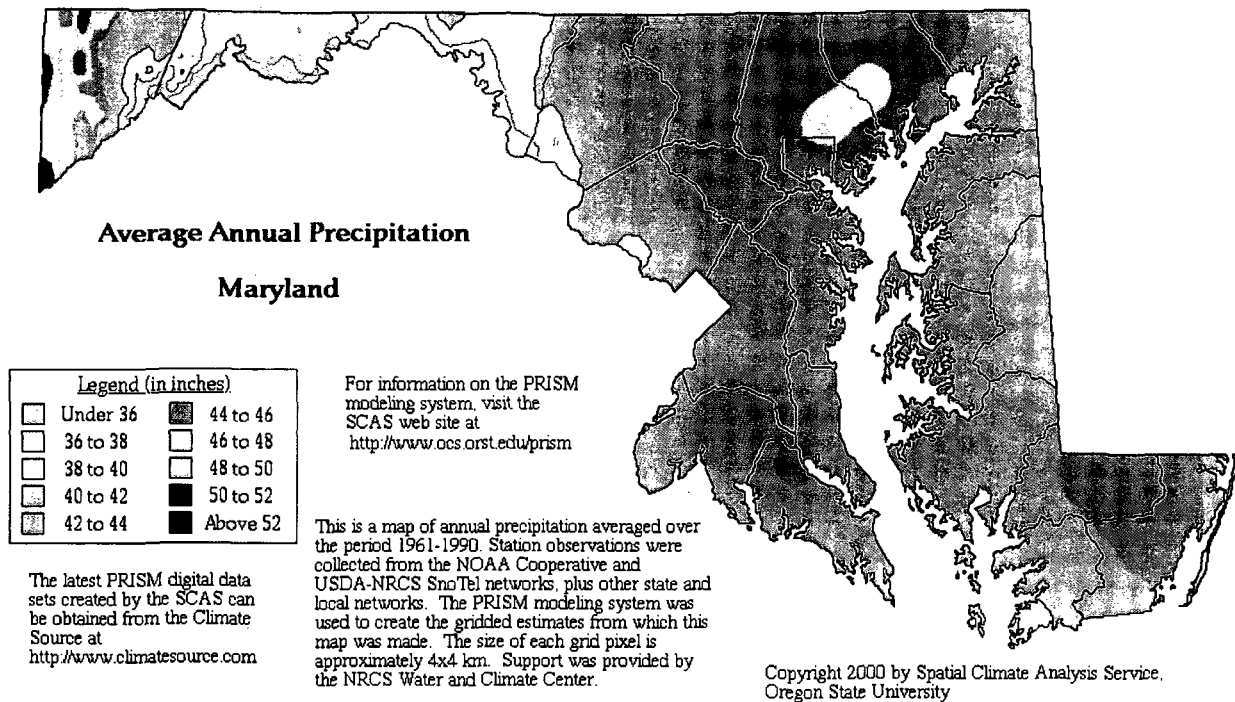 Average Annual Precipitation
Maryland
Legend (in inches)
Under 36
36 to 38
38 to 40
40 to 42
42 to 44
44 to 46
46 to 48
48 to 50
50 to 52
Above 52
For information on the PRISM
modeling system, visit the
SCAS web site at
http://www.ocs.orst.edu/prism
The latest PRISM digital data
sets created by the SCAS can
be obtained from the Climate
Source at
http://www.climatesource.com
This is a map of annual precipitation averaged over
the period 1961-1990. Station observations were
collected from the NOAA Cooperative and
USDA-NRCS SnoTel networks, plus other state and
local networks. The PRISM modeling system was
used to create the gridded estimates from which this
map was made. The size of each grid pixel is
approximately 4x4 km. Support was provided by
the NRCS Water and Climate Center.
Copyright 2000 by Spatial Climate Analysis Service,
Oregon State University